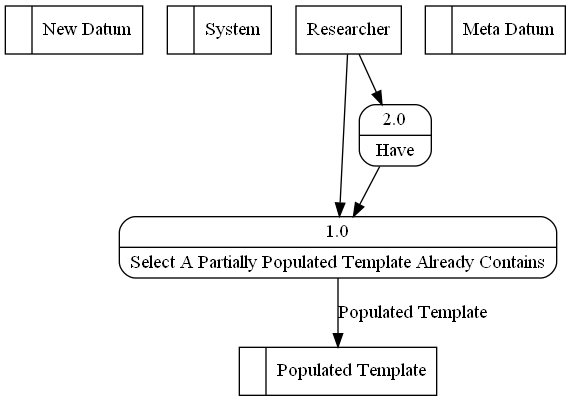 New Datum
System
Researcher
Meta Datum
2.0
Have
1.0
Select A Partially Populated Template Already Contains
Populated Template
Populated Template